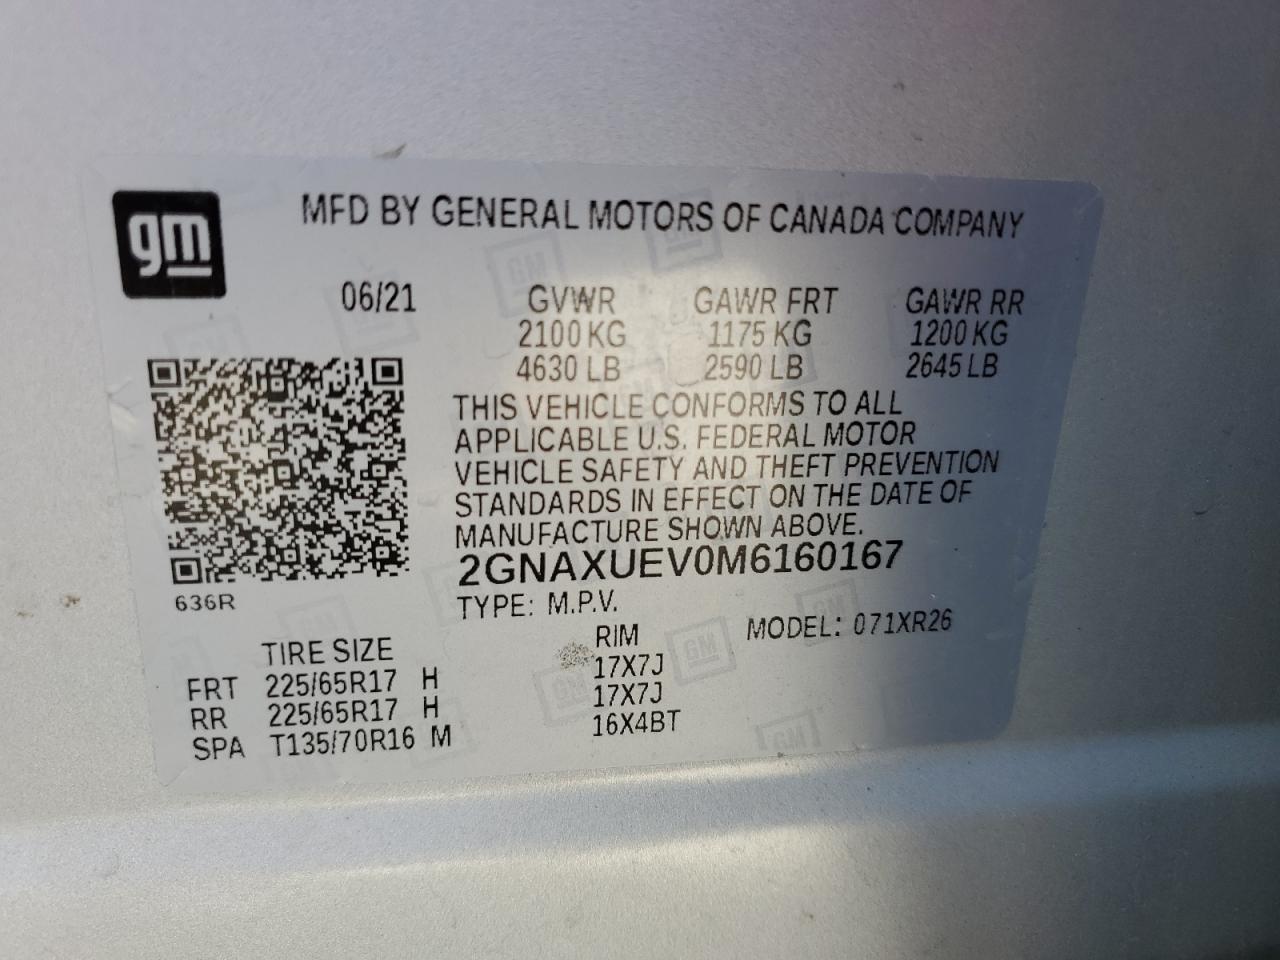 gm
MFD BY GENERAL MOTORS OF CANADA COMPANY
06/21 GVWR GAWR FRT GAWR RR
2100 KG 1175 KG 1200 KG
4630 LB 2590 LB 2645 LB
THIS VEHICLE CONFORMS TO ALL
APPLICABLE U.S. FEDERAL MOTOR
VEHICLE SAFETY AND THEFT PREVENTION
STANDARDS IN EFFECT ON THE DATE OF
MANUFACTURE SHOWN ABOVE.
2GNAXUEV0M6160167
636R
TYPE: M.P.V. MODEL: 071XR26
TIRE SIZE RIM
FRT 225/65R17 H 17X7J
RR 225/65R17 H 17X7J
SPA T135/70R16 M 16X4BT